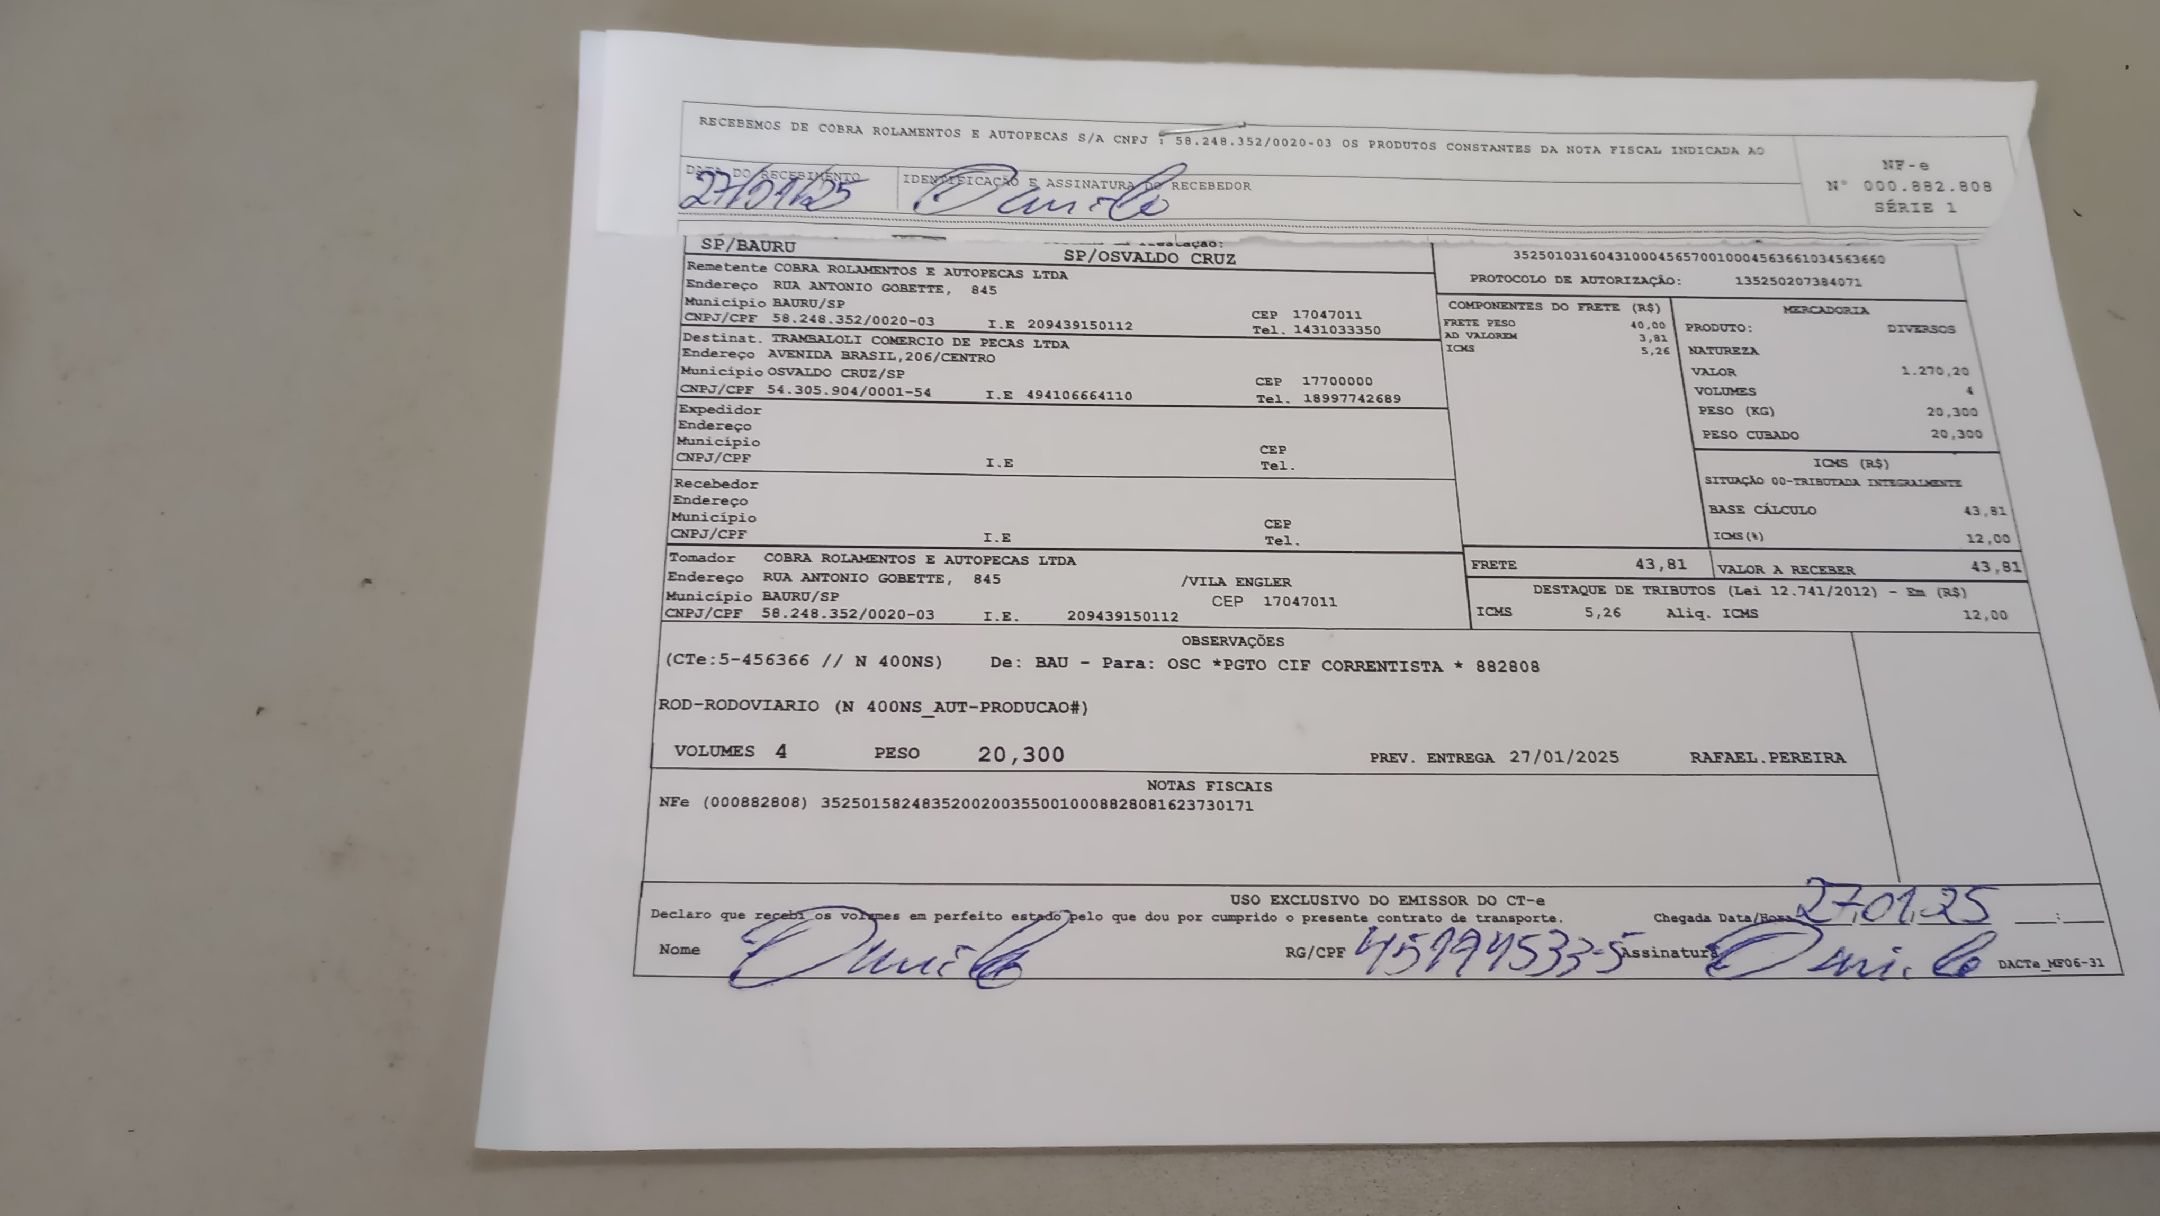 RECEBEMOS DE COBRA ROLAMENTOS E AUTOPECAS S/A CNPJ : 58.248.352/0020-03 OS PRODUTOS CONSTANTES DA NOTA FISCAL INDICADA AO
NF-e
N° 000.882.808
SÉRIE 1
DATA DO RECEBIMENTO
27/01/25
IDENTIFICAÇÃO E ASSINATURA DO RECEBEDOR
Danilo
SP/BAURU
SP/OSVALDO CRUZ
Remetente COBRA ROLAMENTOS E AUTOPECAS LTDA
Endereço RUA ANTONIO GOBETTE, 845
Município BAURU/SP
CEP 17047011
CNPJ/CPF 58.248.352/0020-03 I.E 209439150112 Tel. 1431033350
Destinat. TRAMBALOLI COMERCIO DE PECAS LTDA
Endereço AVENIDA BRASIL,206/CENTRO
Município OSVALDO CRUZ/SP
CEP 17700000
CNPJ/CPF 54.305.904/0001-54 I.E 494106664110 Tel. 18997742689
Expedidor
Endereço
Município
CEP
CNPJ/CPF I.E Tel.
Recebedor
Endereço
Município
CEP
CNPJ/CPF I.E Tel.
Tomador COBRA ROLAMENTOS E AUTOPECAS LTDA
Endereço RUA ANTONIO GOBETTE, 845 /VILA ENGLER
Município BAURU/SP CEP 17047011
CNPJ/CPF 58.248.352/0020-03 I.E. 209439150112
35250103160431000456570010004563661034563660
PROTOCOLO DE AUTORIZAÇÃO: 135250207384071
COMPONENTES DO FRETE (R$)
FRETE PESO 40,00
AD VALOREM 3,81
ICMS 5,26
MERCADORIA
PRODUTO: DIVERSOS
NATUREZA
VALOR 1.270,20
VOLUMES 4
PESO (KG) 20,300
PESO CUBADO 20,300
ICMS (R$)
SITUAÇÃO 00-TRIBUTADA INTEGRALMENTE
BASE CÁLCULO 43,81
ICMS(%) 12,00
FRETE 43,81 VALOR A RECEBER 43,81
DESTAQUE DE TRIBUTOS (Lei 12.741/2012) - Em (R$)
ICMS 5,26 Aliq. ICMS 12,00
OBSERVAÇÕES
(CTe:5-456366 // N 400NS) De: BAU - Para: OSC *PGTO CIF CORRENTISTA * 882808
ROD-RODOVIARIO (N 400NS_AUT-PRODUCAO#)
VOLUMES 4 PESO 20,300 PREV. ENTREGA 27/01/2025 RAFAEL.PEREIRA
NOTAS FISCAIS
NFe (000882808) 35250158248352002003550010008828081623730171
USO EXCLUSIVO DO EMISSOR DO CT-e
Declaro que recebi os volumes em perfeito estado pelo que dou por cumprido o presente contrato de transporte. Chegada Data/Hora 27.01.25 ___:___
Nome Danilo RG/CPF Assinatura Danilo DACTe_MF06-31